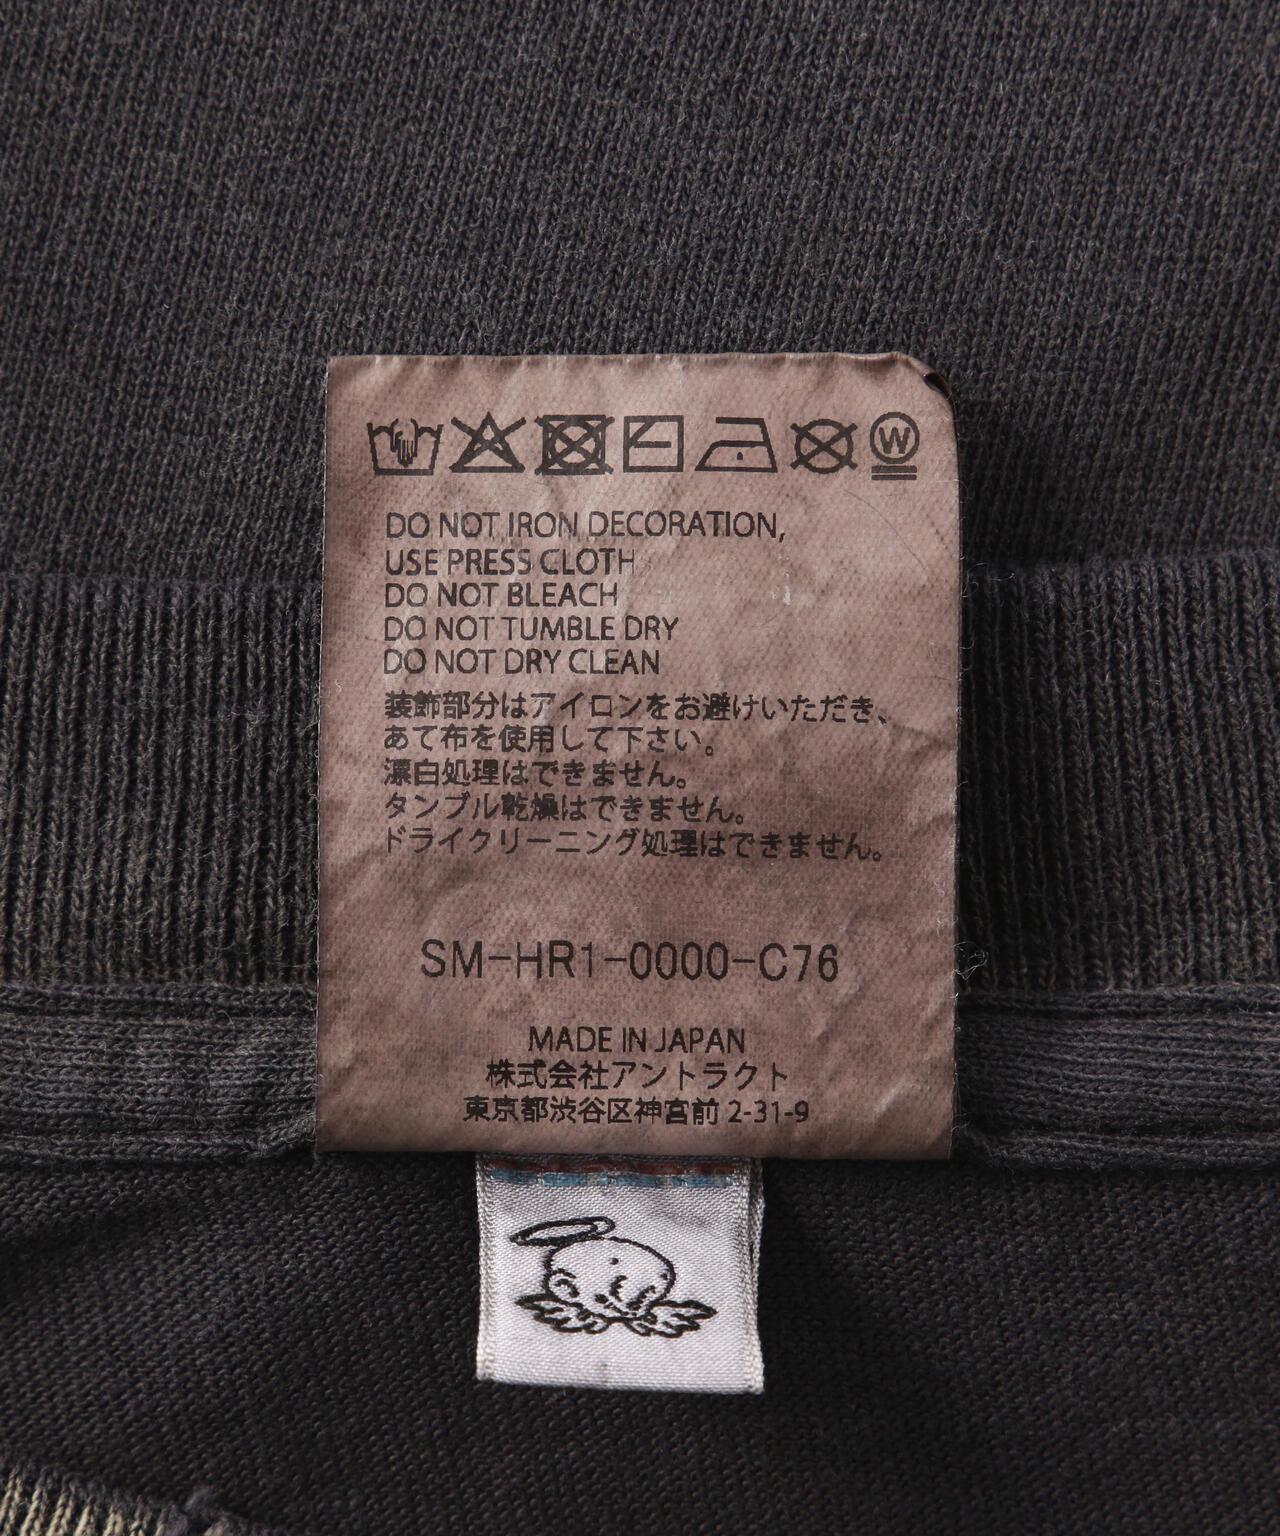 W
DO NOT IRON DECORATION,
USE PRESS CLOTH
DO NOT BLEACH
DO NOT TUMBLE DRY
DO NOT DRY CLEAN
装飾部分はアイロンをお避けいただき、
あて布を使用して下さい。
漂白処理はできません。
タンブル乾燥はできません。
ドライクリーニング処理はできません。
SM-HR1-0000-C76
MADE IN JAPAN
株式会社アントラクト
東京都渋谷区神宮前 2-31-9